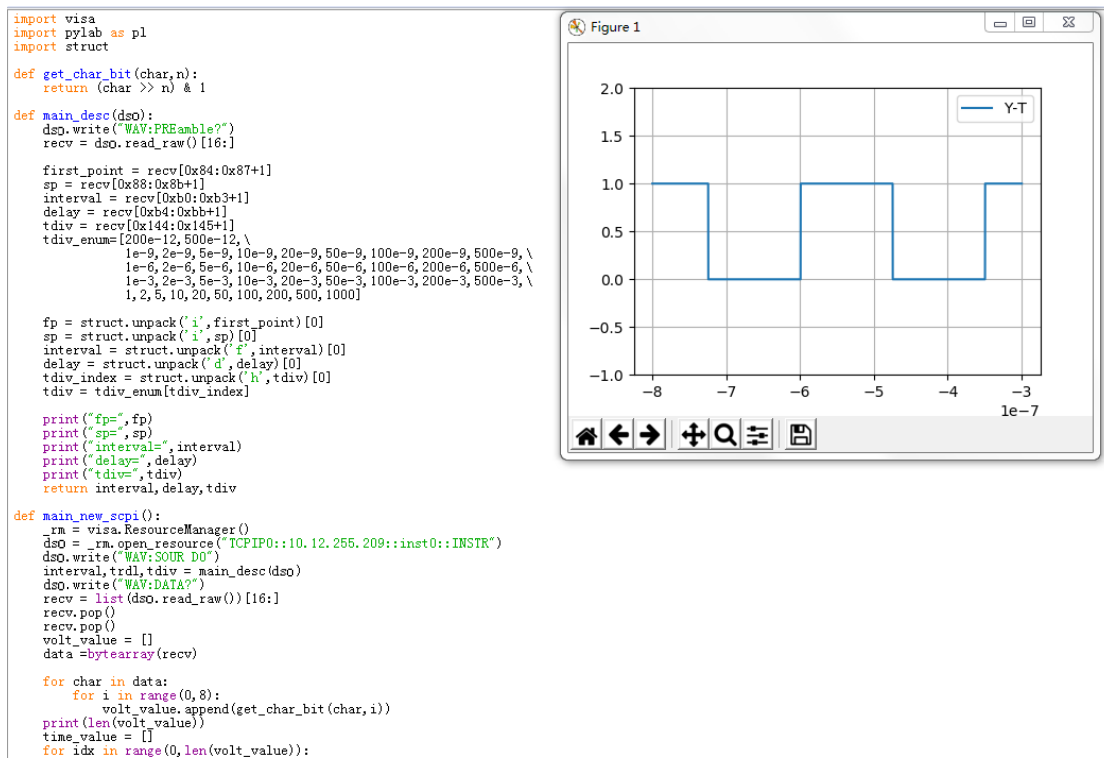 import visa
import pylab as pl
import struct

def get_char_bit(char,n):
    return (char >> n) & 1

def main_desc(dso):
    dso.write("WAV:PREamble?")
    recv = dso.read_raw()[16:]

    first_point = recv[0x84:0x87+1]
    sp = recv[0x88:0x8b+1]
    interval = recv[0xb0:0xb3+1]
    delay = recv[0xb4:0xbb+1]
    tdiv = recv[0x144:0x145+1]
    tdiv_enum=[200e-12,500e-12,\
               1e-9,2e-9,5e-9,10e-9,20e-9,50e-9,100e-9,200e-9,500e-9,\
               1e-6,2e-6,5e-6,10e-6,20e-6,50e-6,100e-6,200e-6,500e-6,\
               1e-3,2e-3,5e-3,10e-3,20e-3,50e-3,100e-3,200e-3,500e-3,\
               1,2,5,10,20,50,100,200,500,1000]

    fp = struct.unpack('i',first_point)[0]
    sp = struct.unpack('i',sp)[0]
    interval = struct.unpack('f',interval)[0]
    delay = struct.unpack('d',delay)[0]
    tdiv_index = struct.unpack('h',tdiv)[0]
    tdiv = tdiv_enum[tdiv_index]

    print("fp=",fp)
    print("sp=",sp)
    print("interval=",interval)
    print("delay=",delay)
    print("tdiv=",tdiv)
    return interval,delay,tdiv

def main_new_scpi():
    _rm = visa.ResourceManager()
    dso = _rm.open_resource("TCPIP0::10.12.255.209::inst0::INSTR")
    dso.write("WAV:SOUR D0")
    interval,trdl,tdiv = main_desc(dso)
    dso.write("WAV:DATA?")
    recv = list(dso.read_raw())[16:]
    recv.pop()
    recv.pop()
    volt_value = []
    data =bytearray(recv)

    for char in data:
        for i in range(0,8):
            volt_value.append(get_char_bit(char,i))
    print(len(volt_value))
    time_value = []
    for idx in range(0,len(volt_value)):
Figure 1
Y-T
2.0
1.5
1.0
0.5
0.0
−0.5
−1.0
−8 −7 −6 −5 −4 −3
1e−7